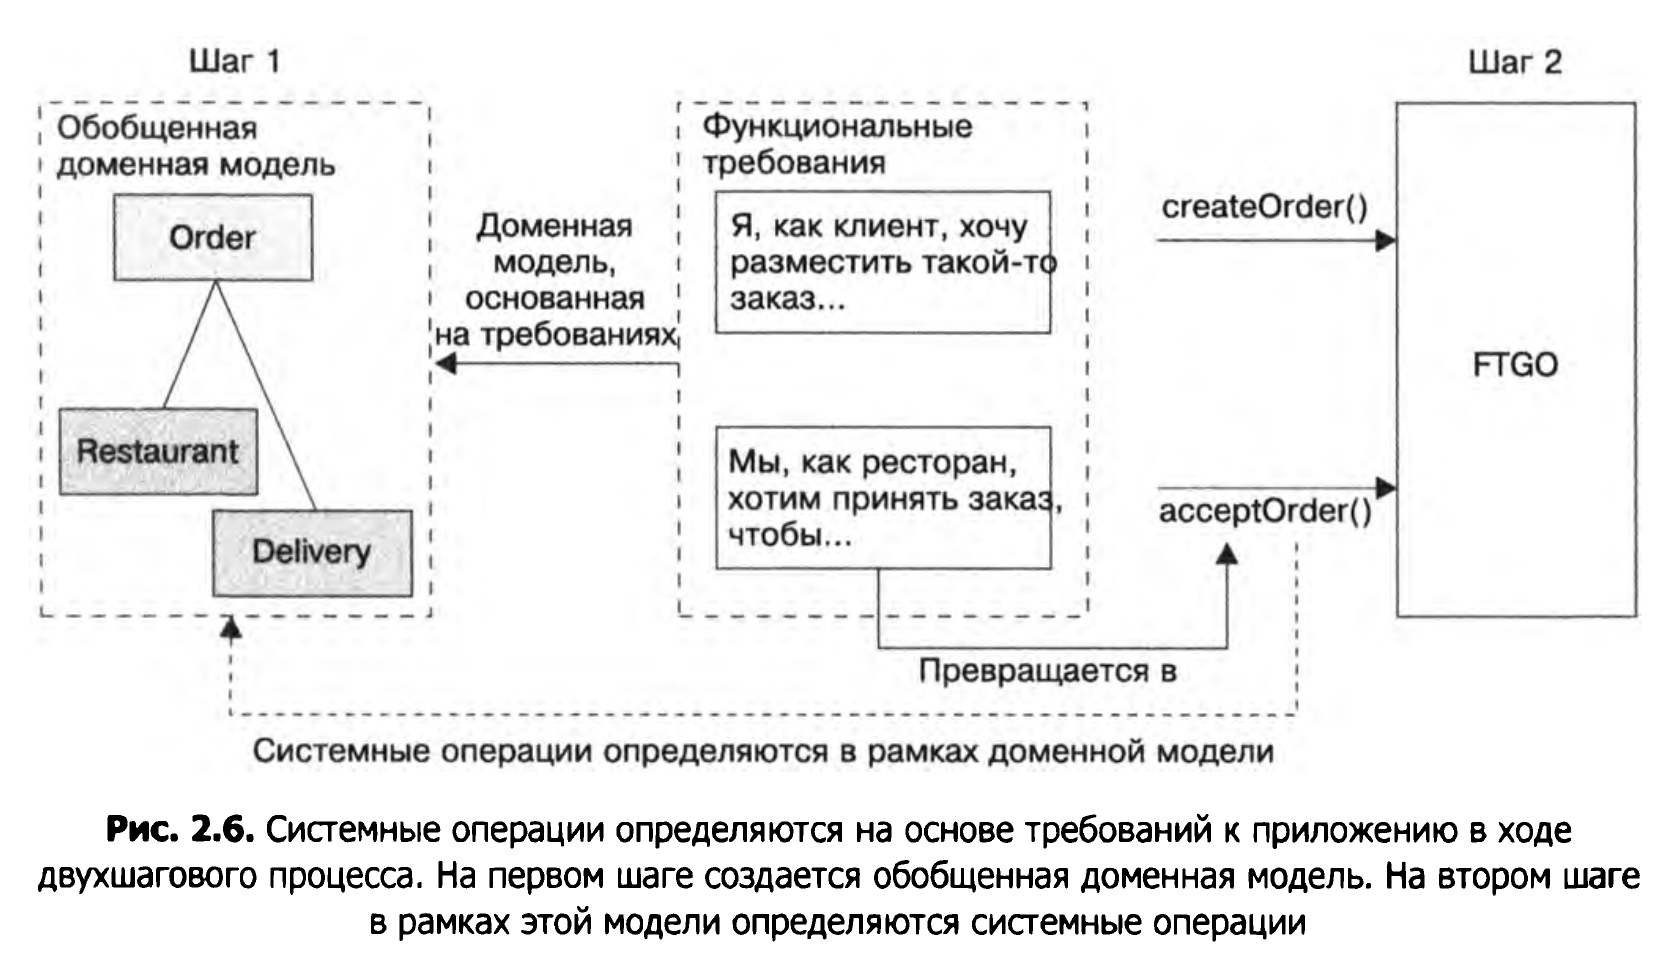 Шаг 1
Обобщенная
доменная модель
Order
Restaurant
Delivery
Доменная
модель,
основанная
на требованиях
Функциональные
требования
Я, как клиент, хочу
разместить такой-то
заказ...
Мы, как ресторан,
хотим принять заказ,
чтобы...
Шаг 2
createOrder()
acceptOrder()
FTGO
Превращается в
Системные операции определяются в рамках доменной модели
Рис. 2.6. Системные операции определяются на основе требований к приложению в ходе
двухшагового процесса. На первом шаге создается обобщенная доменная модель. На втором шаге
в рамках этой модели определяются системные операции